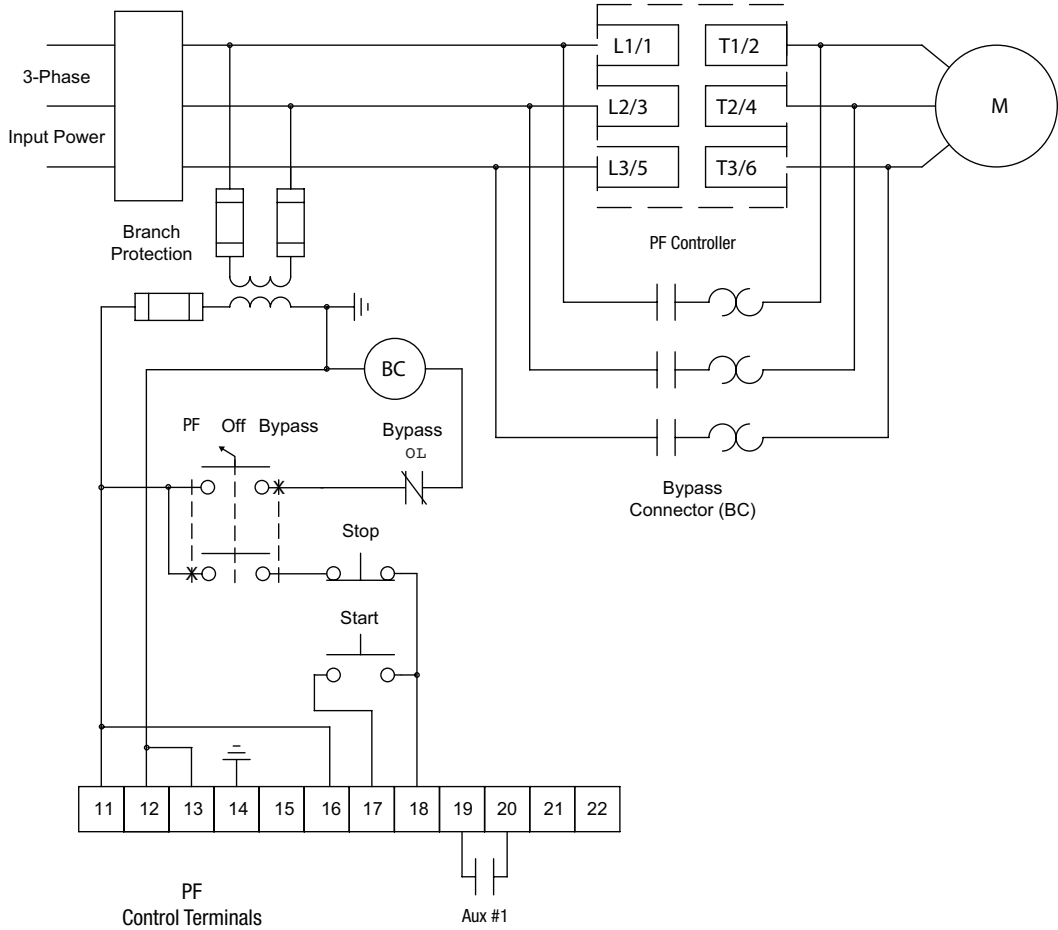 3-Phase
Input Power
Branch
Protection
L1/1 T1/2
L2/3 T2/4
L3/5 T3/6
M
PF Controller
BC
PF Off Bypass
Bypass
OL
Bypass
Connector (BC)
Stop
Start
11 12 13 14 15 16 17 18 19 20 21 22
PF
Control Terminals
Aux #1